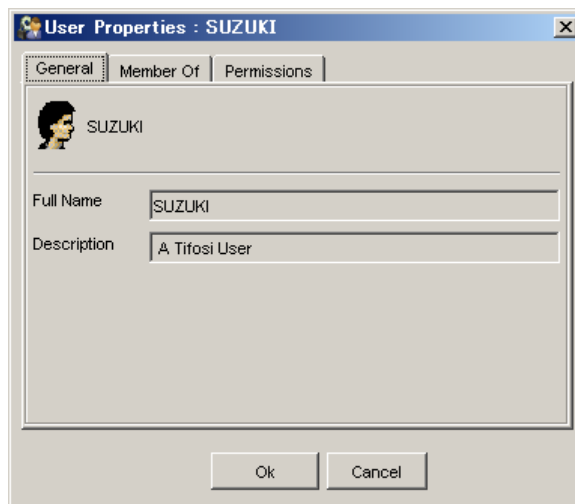 User Properties : SUZUKI
General Member Of Permissions
SUZUKI
Full Name SUZUKI
Description A Tifosi User
Ok Cancel